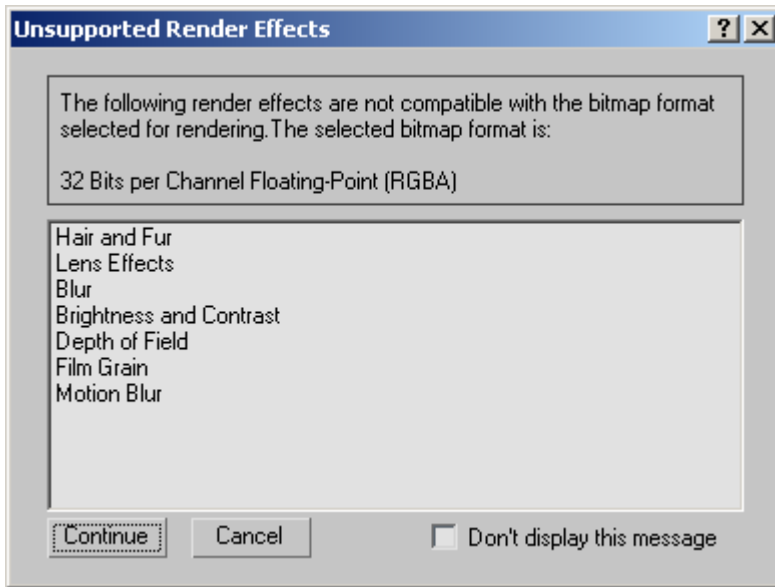 Unsupported Render Effects
The following render effects are not compatible with the bitmap format
selected for rendering.The selected bitmap format is:
32 Bits per Channel Floating-Point (RGBA)
Hair and Fur
Lens Effects
Blur
Brightness and Contrast
Depth of Field
Film Grain
Motion Blur
Continue
Cancel
Don't display this message